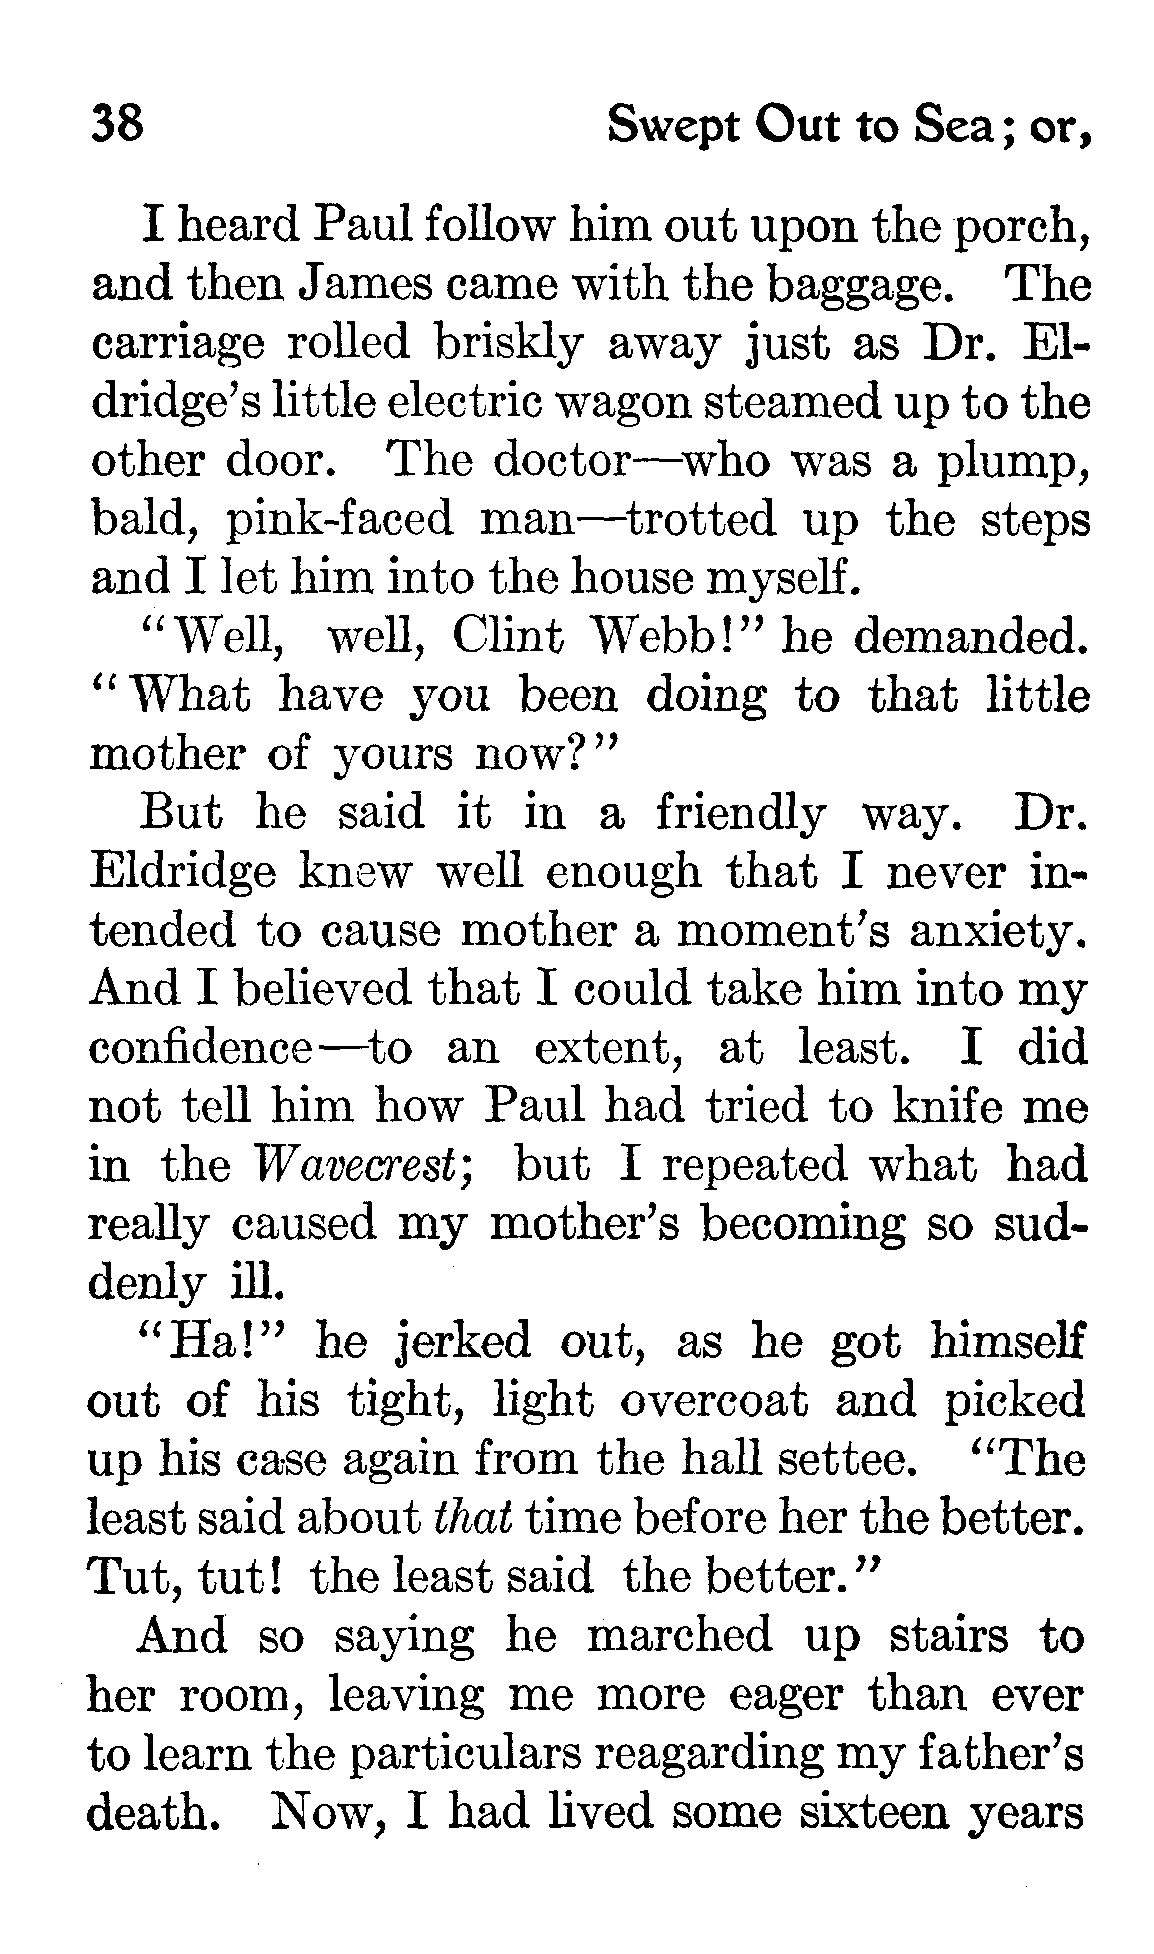 38 Swept Out to Sea; or,
I heard Paul follow him out upon the porch,
and then James came with the baggage. The
carriage rolled briskly away just as Dr. El-
dridge's little electric wagon steamed up to the
other door. The doctor—who was a plump,
bald, pink-faced man—trotted up the steps
and I let him into the house myself.
"Well, well, Clint Webb!" he demanded.
"What have you been doing to that little
mother of yours now?"
But he said it in a friendly way. Dr.
Eldridge knew well enough that I never in-
tended to cause mother a moment's anxiety.
And I believed that I could take him into my
confidence—to an extent, at least. I did
not tell him how Paul had tried to knife me
in the Wavecrest; but I repeated what had
really caused my mother's becoming so sud-
denly ill.
"Ha!" he jerked out, as he got himself
out of his tight, light overcoat and picked
up his case again from the hall settee. "The
least said about that time before her the better.
Tut, tut! the least said the better."
And so saying he marched up stairs to
her room, leaving me more eager than ever
to learn the particulars reagarding my father's
death. Now, I had lived some sixteen years